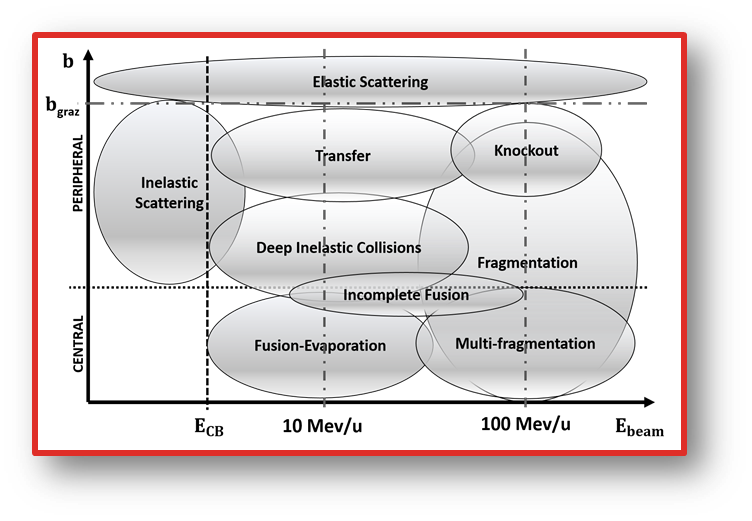 b
Elastic Scattering
b_graz
PERIPHERAL
Transfer
Knockout
Inelastic
Scattering
Deep Inelastic Collisions
Fragmentation
Incomplete Fusion
CENTRAL
Fusion-Evaporation
Multi-fragmentation
E_CB
10 Mev/u
100 Mev/u
E_beam